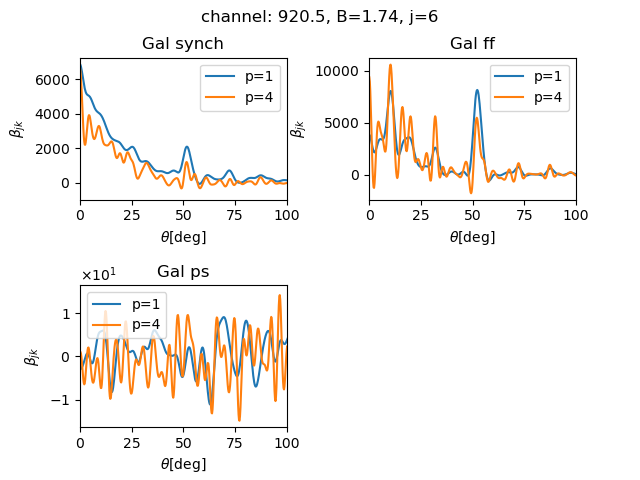 channel: 920.5, B=1.74, j=6
Gal synch
6000
4000
2000
0
β_jk
p=1
p=4
0 25 50 75 100
θ[deg]
Gal ff
10000
5000
0
β_jk
p=1
p=4
0 25 50 75 100
θ[deg]
×10¹ Gal ps
1
0
−1
β_jk
p=1
p=4
0 25 50 75 100
θ[deg]